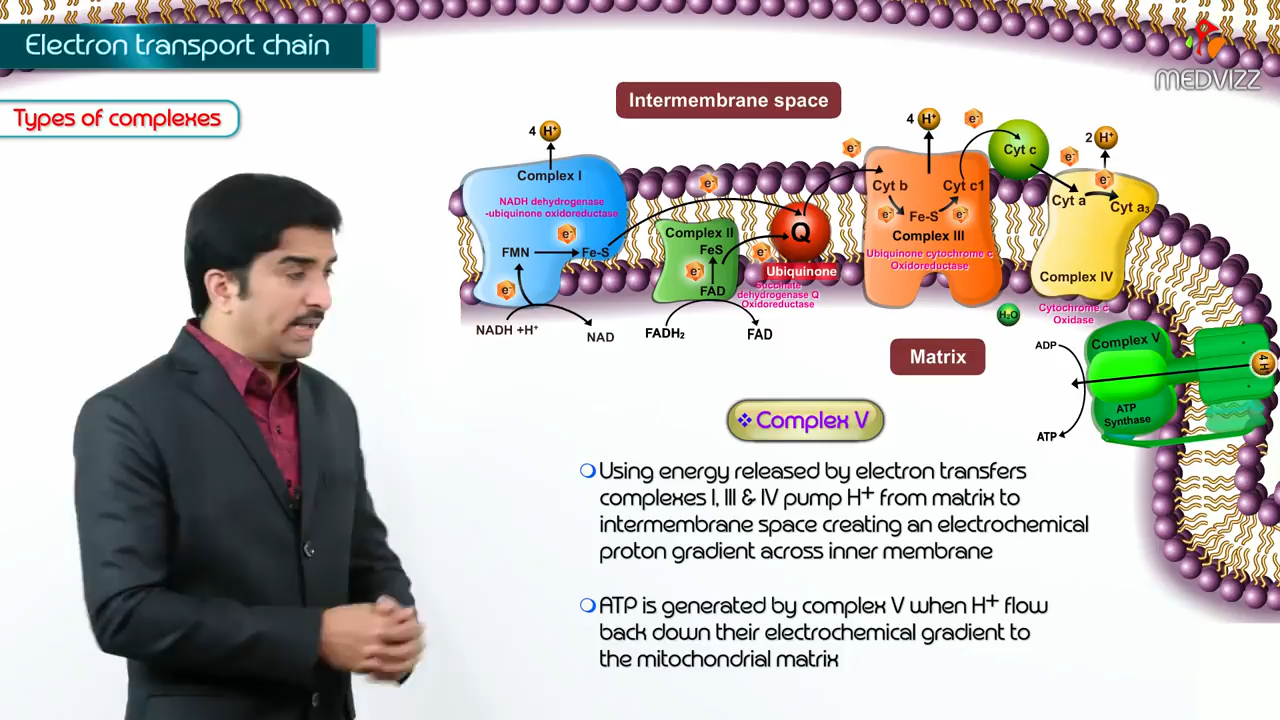 Electron transport chain
MEDVIZZ
Types of complexes
Intermembrane space
4 H+
4 H+
e-
e-
Cyt c
2 H+
e-
e-
Complex I
NADH dehydrogenase
-ubiquinone oxidoreductase
e-
e-
FMN
Fe-S
e-
NADH +H+
NAD
Complex II
FeS
e-
e-
FAD
Succinate
dehydrogenase Q
Oxidoreductase
FADH2
FAD
Q
Ubiquinone
Cyt b
Cyt c1
e-
Fe-S
e-
Complex III
Ubiquinone cytochrome c
Oxidoreductase
Cyt a
Cyt a3
Complex IV
Cytochrome c
Oxidase
H2O
Matrix
ADP
Complex V
4H
ATP
Synthase
ATP
❖ Complex V
Using energy released by electron transfers
complexes I, III & IV pump H+ from matrix to
intermembrane space creating an electrochemical
proton gradient across inner membrane
ATP is generated by complex V when H+ flow
back down their electrochemical gradient to
the mitochondrial matrix